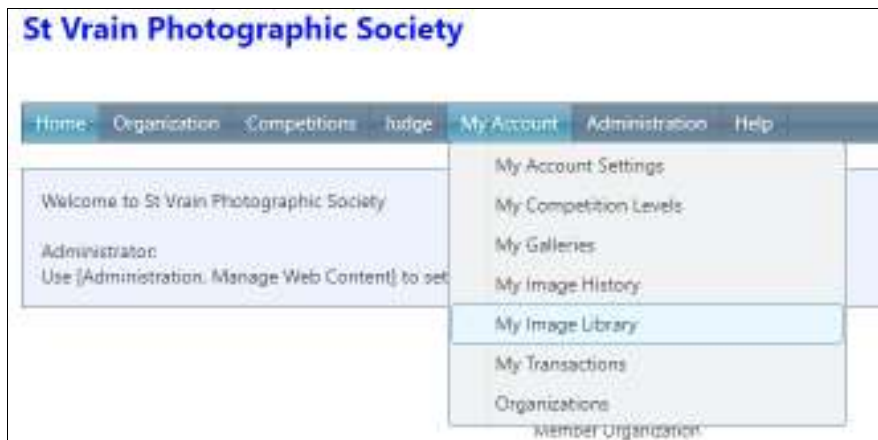 St Vrain Photographic Society
Home Organization Competitions Judge My Account Administration Help
My Account Settings
My Competition Levels
My Galleries
My Image History
My Image Library
My Transactions
Organizations
Welcome to St Vrain Photographic Society
Administrator:
Use [Administration, Manage Web Content] to set
Member Organization